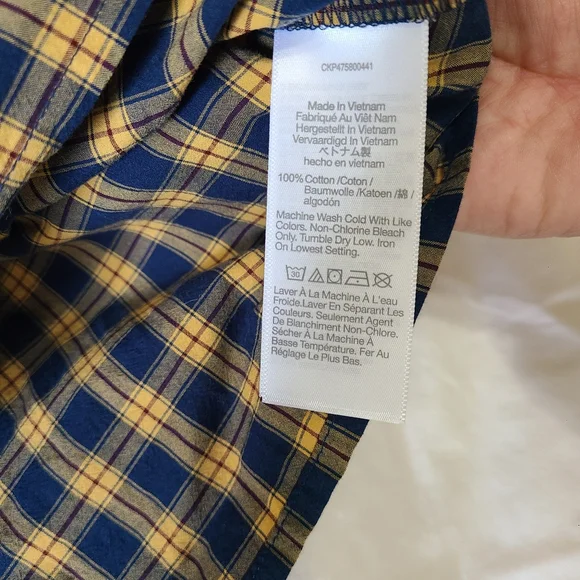 CKP475800441
Made In Vietnam
Fabriqué Au Viêt Nam
Hergestellt In Vietnam
Vervaardigd In Vietnam
ベトナム製
hecho en vietnam
100% Cotton /Coton /
Baumwolle /Katoen /綿 /
algodón
Machine Wash Cold With Like
Colors. Non-Chlorine Bleach
Only. Tumble Dry Low. Iron
On Lowest Setting.
30
Laver À La Machine À L'eau
Froide.Laver En Séparant Les
Couleurs. Seulement Agent
De Blanchiment Non-Chlore.
Sécher À La Machine À
Basse Température. Fer Au
Réglage Le Plus Bas.